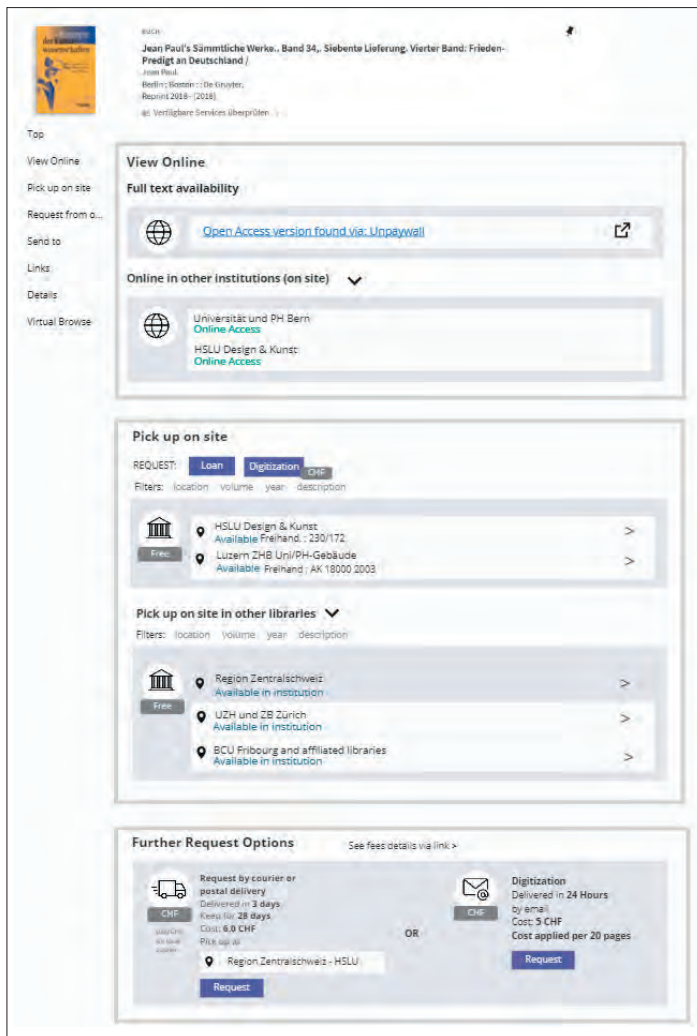 der Kunst-
wissenschaften
BUCH
Jean Paul's Sämmtliche Werke.. Band 34,. Siebente Lieferung. Vierter Band: Frieden-
Predigt an Deutschland /
Jean Paul.
Berlin ; Boston : : De Gruyter,
Reprint 2018- [2018]
Verfügbare Services überprüfen
Top
View Online
Pick up on site
Request from o...
Send to
Links
Details
Virtual Browse
View Online
Full text availability
Open Access version found via: Unpaywall
Online in other institutions (on site)
Universität und PH Bern
Online Access
HSLU Design & Kunst
Online Access
Pick up on site
REQUEST: Loan Digitization CHF
Filters: location volume year description
Free
HSLU Design & Kunst
Available Freihand. : 230/172
Luzern ZHB Uni/PH-Gebäude
Available Freihand : AK 18000 2003
Pick up on site in other libraries
Filters: location volume year description
Free
Region Zentralschweiz
Available in institution
UZH und ZB Zürich
Available in institution
BCU Fribourg and affiliated libraries
Available in institution
Further Request Options See fees details via link >
CHF
Request by courier or
postal delivery
Delivered in 3 days
Keep for 28 days
Cost: 6.0 CHF
Pick up at
Region Zentralschweiz - HSLU
Request
OR
CHF
Digitization
Delivered in 24 Hours
by email
Cost: 5 CHF
Cost applied per 20 pages
Request